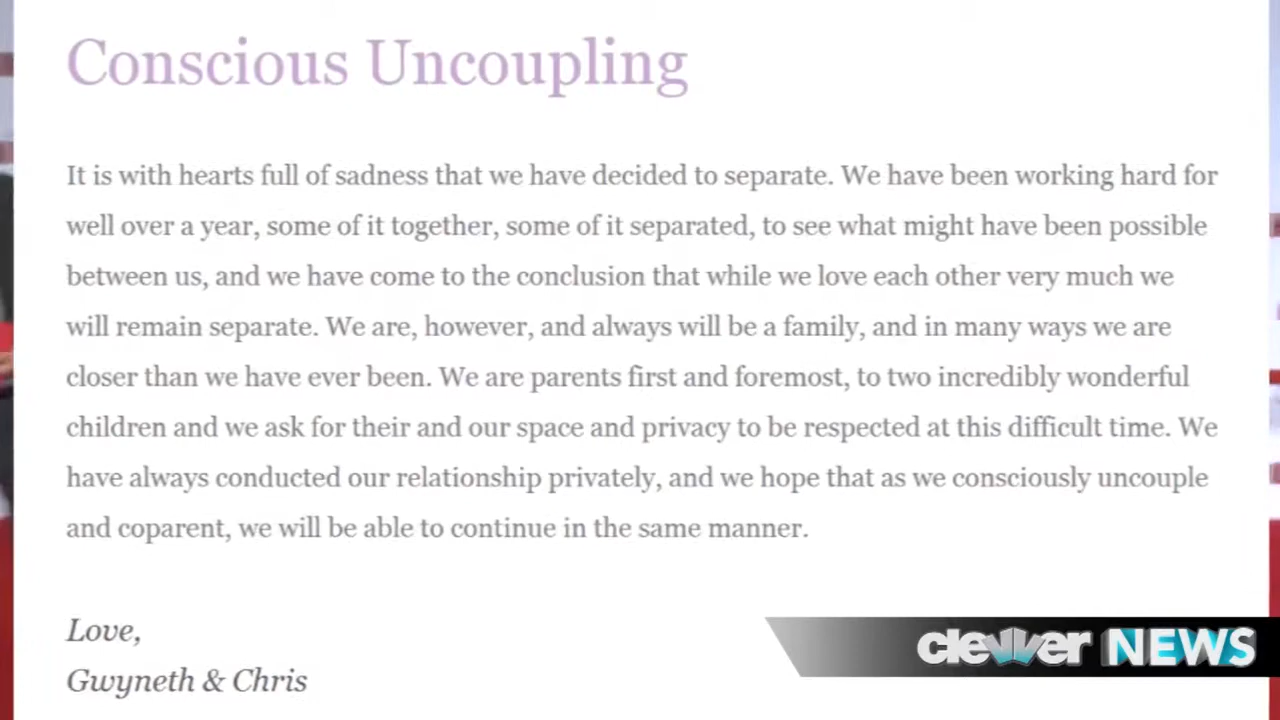 Conscious Uncoupling
It is with hearts full of sadness that we have decided to separate. We have been working hard for
well over a year, some of it together, some of it separated, to see what might have been possible
between us, and we have come to the conclusion that while we love each other very much we
will remain separate. We are, however, and always will be a family, and in many ways we are
closer than we have ever been. We are parents first and foremost, to two incredibly wonderful
children and we ask for their and our space and privacy to be respected at this difficult time. We
have always conducted our relationship privately, and we hope that as we consciously uncouple
and coparent, we will be able to continue in the same manner.
Love,
Gwyneth & Chris
clevver NEWS